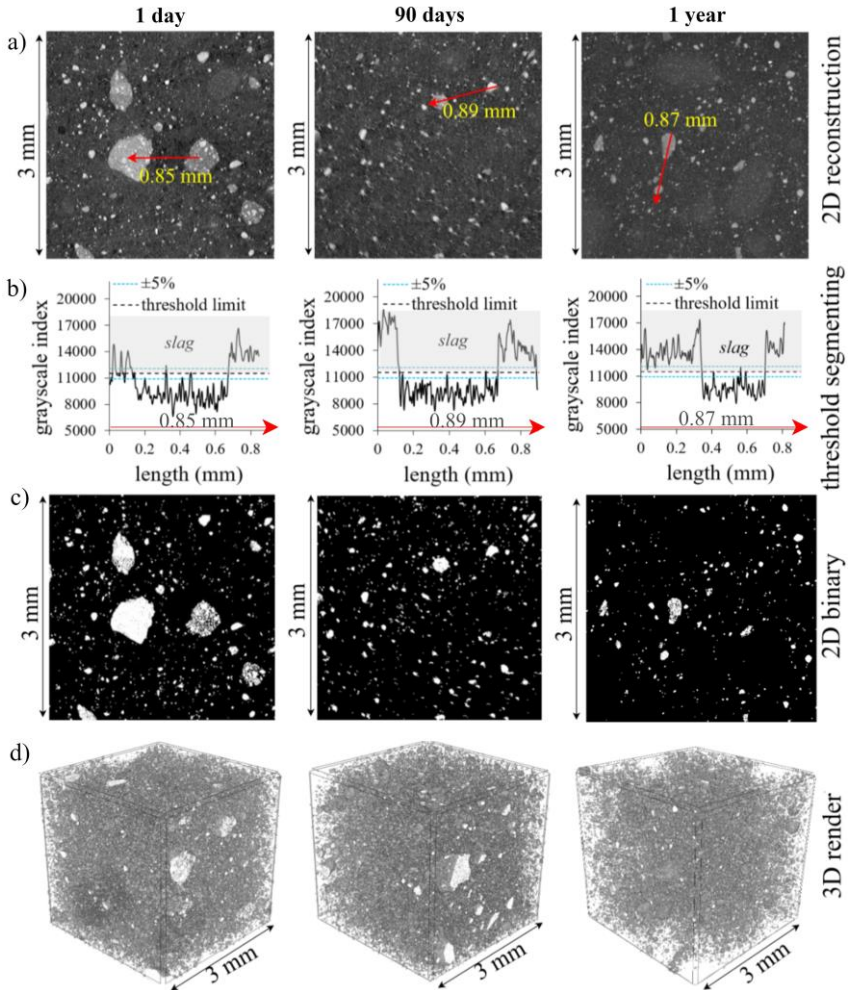 1 day
90 days
1 year
a)
3 mm
0.85 mm
3 mm
0.89 mm
3 mm
0.87 mm
2D reconstruction
b)
grayscale index
±5%
threshold limit
20000
17000
14000
11000
8000
5000
slag
0.85 mm
0 0.2 0.4 0.6 0.8
length (mm)
grayscale index
±5%
threshold limit
20000
17000
14000
11000
8000
5000
slag
0.89 mm
0 0.2 0.4 0.6 0.8
length (mm)
grayscale index
±5%
threshold limit
20000
17000
14000
11000
8000
5000
slag
0.87 mm
0 0.2 0.4 0.6 0.8
length (mm)
threshold segmenting
c)
3 mm
3 mm
3 mm
2D binary
d)
3 mm
3 mm
3 mm
3D render